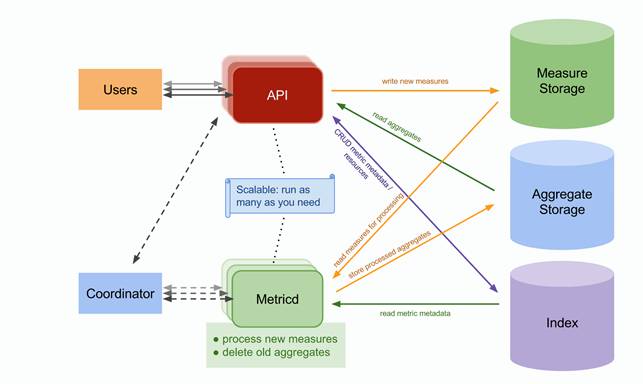 Users
API
write new measures
Measure
Storage
read aggregates
CRUD metric metadata /
resources
Scalable: run as
many as you need
Aggregate
Storage
read measures for processing
store processed aggregates
Coordinator
Metricd
Index
read metric metadata
● process new measures
● delete old aggregates